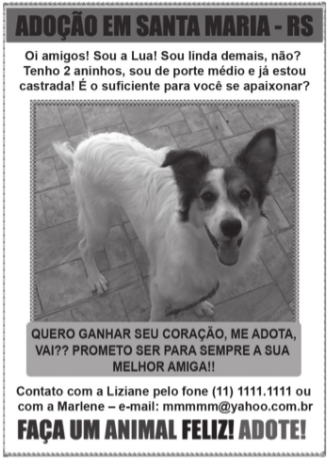 ADOÇÃO EM SANTA MARIA - RS
Oi amigos! Sou a Lua! Sou linda demais, não?
Tenho 2 aninhos, sou de porte médio e já estou
castrada! É o suficiente para você se apaixonar?
QUERO GANHAR SEU CORAÇÃO, ME ADOTA,
VAI?? PROMETO SER PARA SEMPRE A SUA
MELHOR AMIGA!!
Contato com a Liziane pelo fone (11) 1111.1111 ou
com a Marlene – e-mail: mmmmm@yahoo.com.br
FAÇA UM ANIMAL FELIZ! ADOTE!